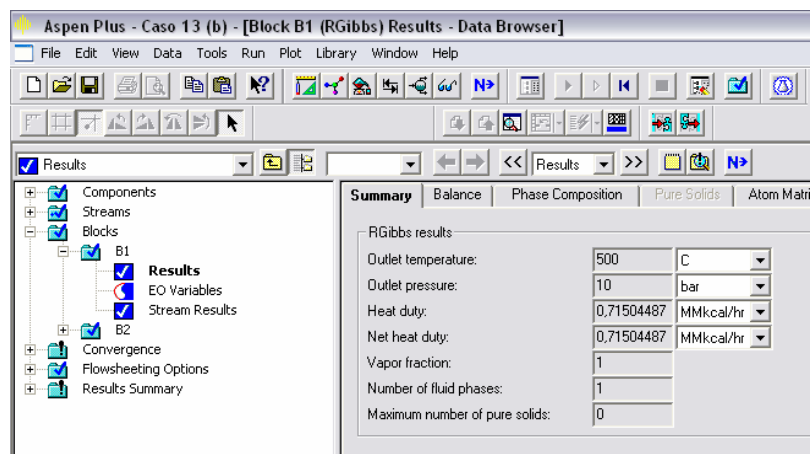 Aspen Plus - Caso 13 (b) - [Block B1 (RGibbs) Results - Data Browser]
File Edit View Data Tools Run Plot Library Window Help
N»
Results
<< Results >> N»
Components
Streams
Blocks
B1
Results
EO Variables
Stream Results
B2
Convergence
Flowsheeting Options
Results Summary
Summary Balance Phase Composition Pure Solids Atom Matri
RGibbs results
Outlet temperature: 500 C
Outlet pressure: 10 bar
Heat duty: 0,71504487 MMkcal/hr
Net heat duty: 0,71504487 MMkcal/hr
Vapor fraction: 1
Number of fluid phases: 1
Maximum number of pure solids: 0